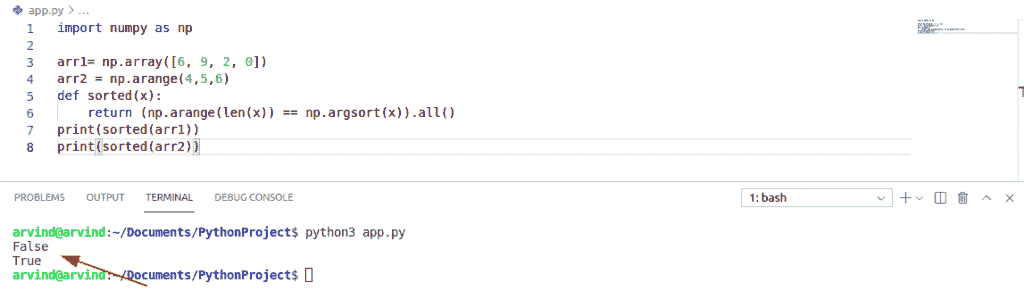 app.py > ...
1 import numpy as np
2
3 arr1= np.array([6, 9, 2, 0])
4 arr2 = np.arange(4,5,6)
5 def sorted(x):
6     return (np.arange(len(x)) == np.argsort(x)).all()
7 print(sorted(arr1))
8 print(sorted(arr2))
PROBLEMS OUTPUT TERMINAL DEBUG CONSOLE 1: bash
arvind@arvind:~/Documents/PythonProject$ python3 app.py
False
True
arvind@arvind:~/Documents/PythonProject$